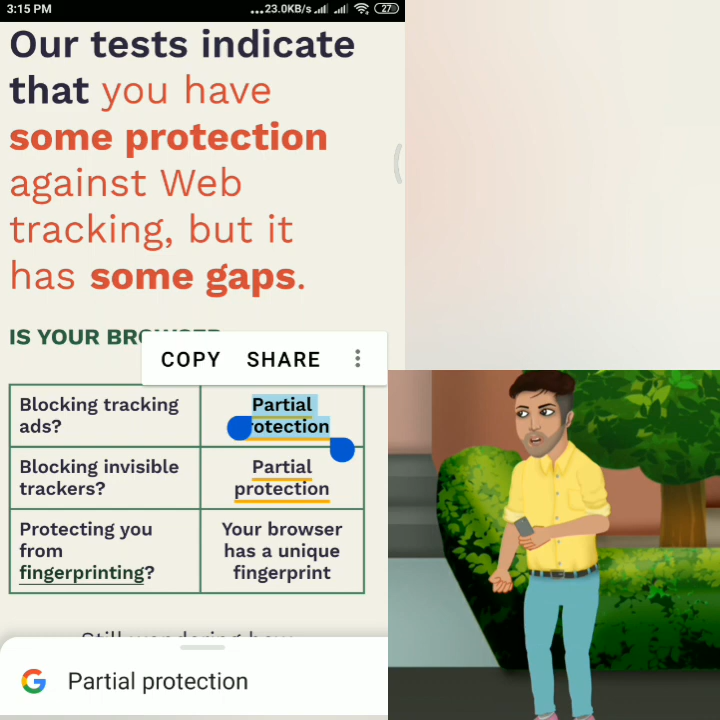 3:15 PM
...23.0KB/s
27
Our tests indicate
that you have
some protection
against Web
tracking, but it
has some gaps.
IS YOUR
COPY SHARE
Blocking tracking
ads?
Partial
Blocking invisible
trackers?
Partial
protection
Protecting you
from
fingerprinting?
Your browser
has a unique
fingerprint
Partial protection